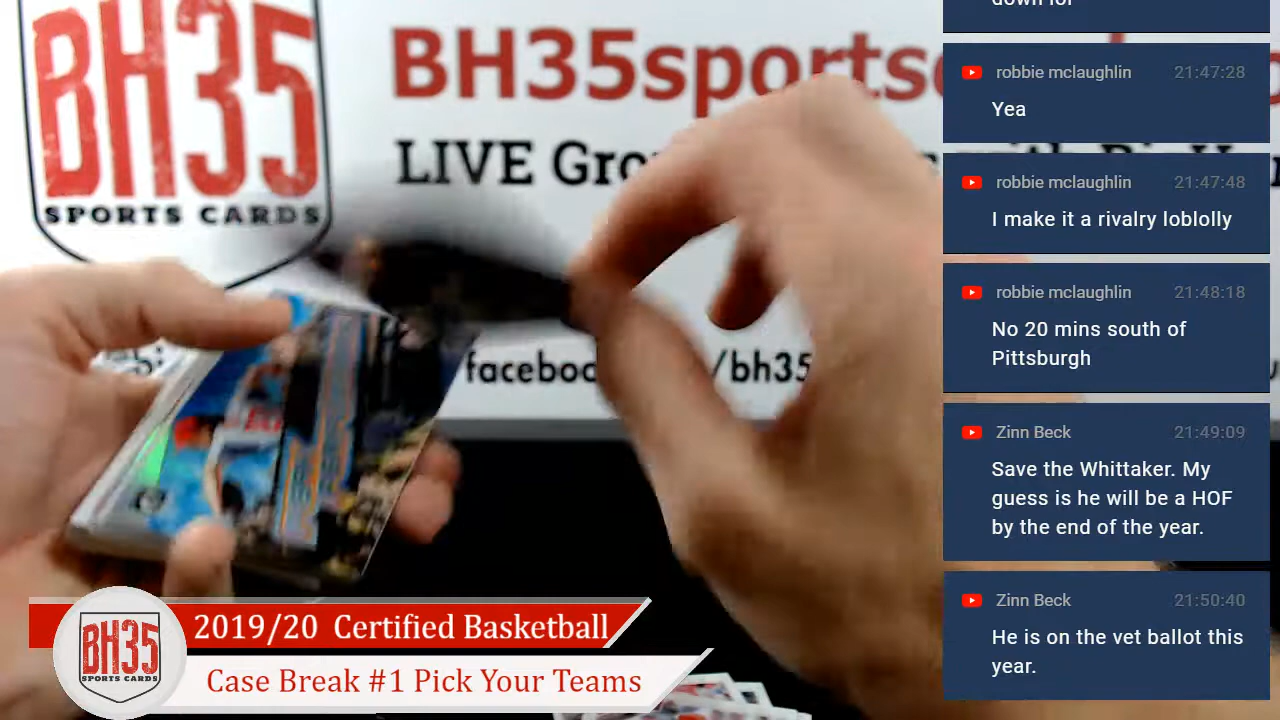 BH35
SPORTS CARDS
BH35sports
LIVE
facebo
/bh35
down for
robbie mclaughlin 21:47:28
Yea
robbie mclaughlin 21:47:48
I make it a rivalry loblolly
robbie mclaughlin 21:48:18
No 20 mins south of
Pittsburgh
Zinn Beck 21:49:09
Save the Whittaker. My
guess is he will be a HOF
by the end of the year.
Zinn Beck 21:50:40
He is on the vet ballot this
year.
BH35
SPORTS CARDS
2019/20 Certified Basketball
Case Break #1 Pick Your Teams